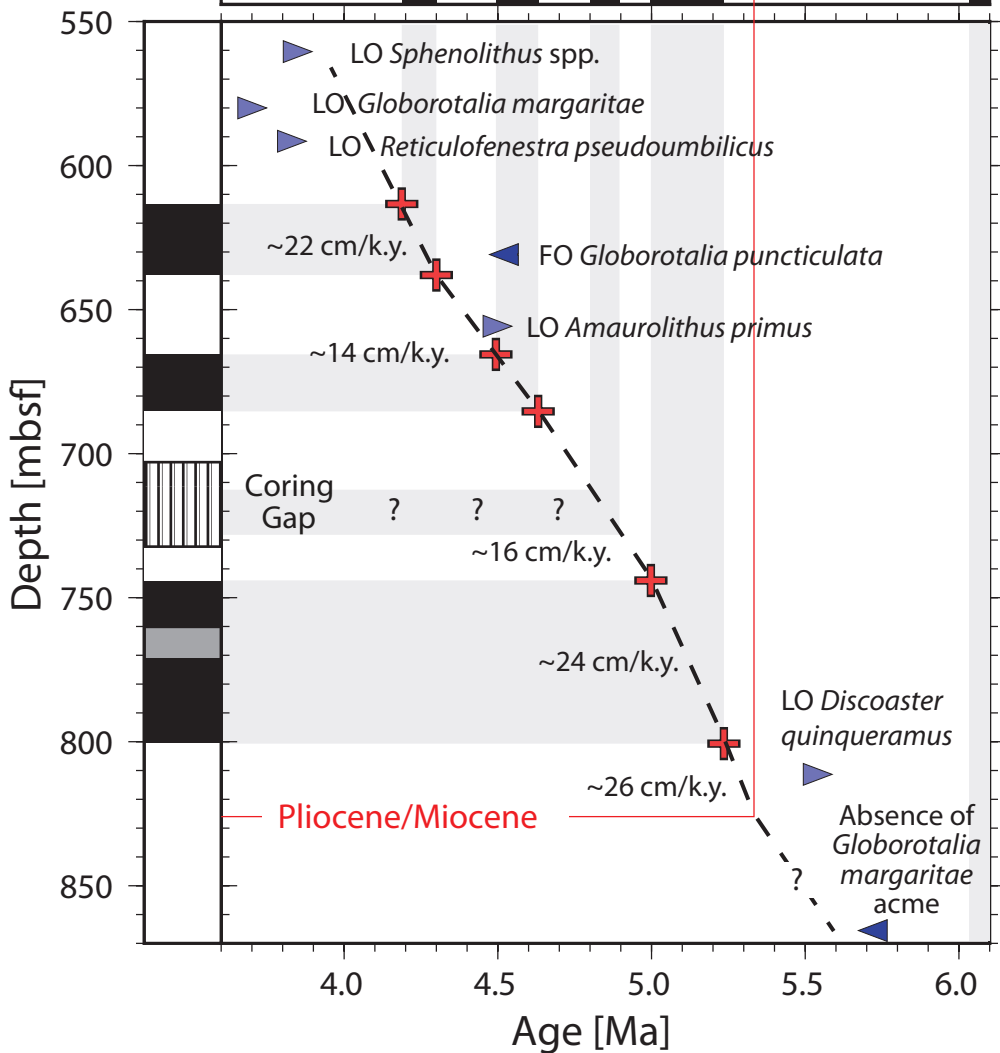 550
LO Sphenolithus spp.
LO Globorotalia margaritae
LO Reticulofenestra pseudoumbilicus
600
~22 cm/k.y.
FO Globorotalia puncticulata
650
LO Amaurolithus primus
~14 cm/k.y.
Depth [mbsf]
700
Coring
Gap
? ? ?
~16 cm/k.y.
750
~24 cm/k.y.
LO Discoaster
quinqueramus
800
~26 cm/k.y.
Pliocene/Miocene
Absence of
Globorotalia
margaritae
acme
?
850
4.0 4.5 5.0 5.5 6.0
Age [Ma]